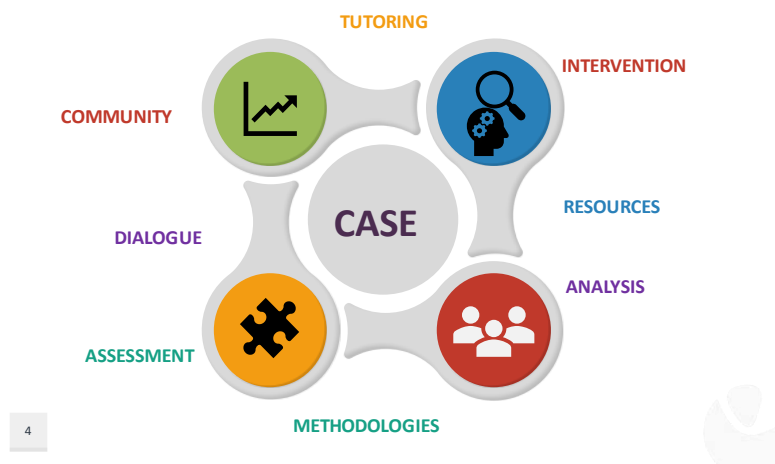 TUTORING
INTERVENTION
COMMUNITY
RESOURCES
CASE
DIALOGUE
ANALYSIS
ASSESSMENT
METHODOLOGIES
4